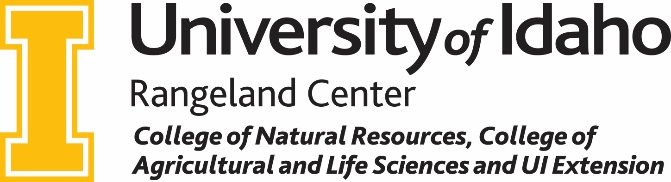 I
University of Idaho
Rangeland Center
College of Natural Resources, College of
Agricultural and Life Sciences and UI Extension